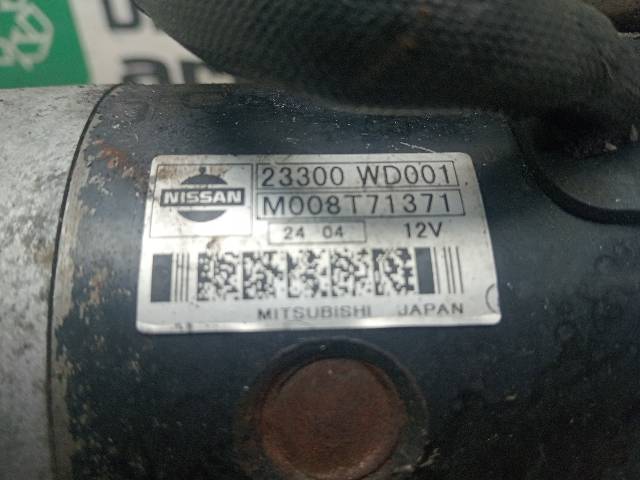 NISSAN
23300 WD001
M008T71371
24 04 12V
MITSUBISHI JAPAN